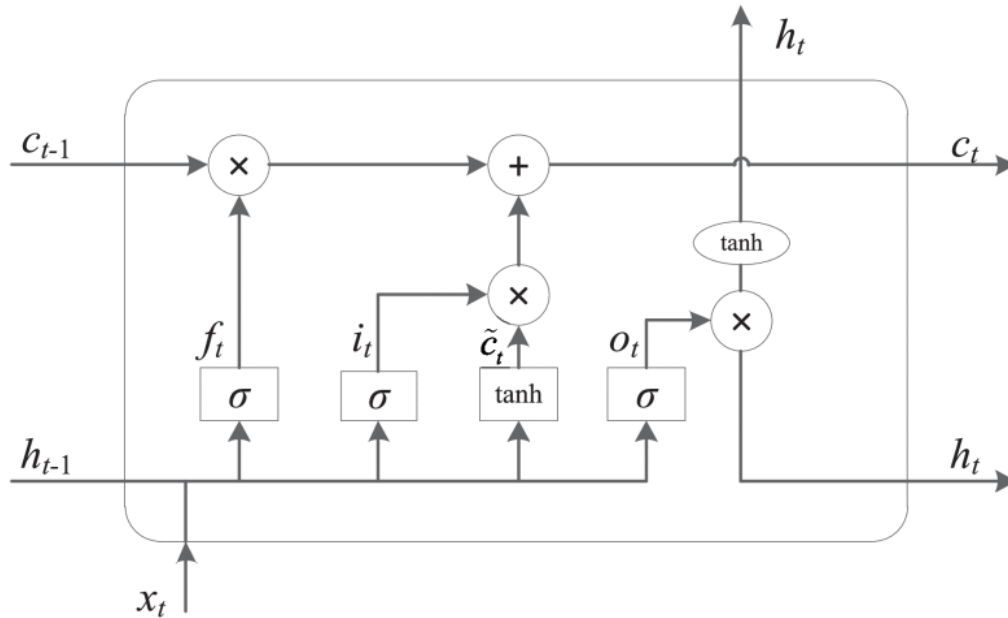 h_t
c_{t-1} × + c_t
tanh
× ×
f_t i_t c̃_t o_t
σ σ tanh σ
h_{t-1} h_t
x_t